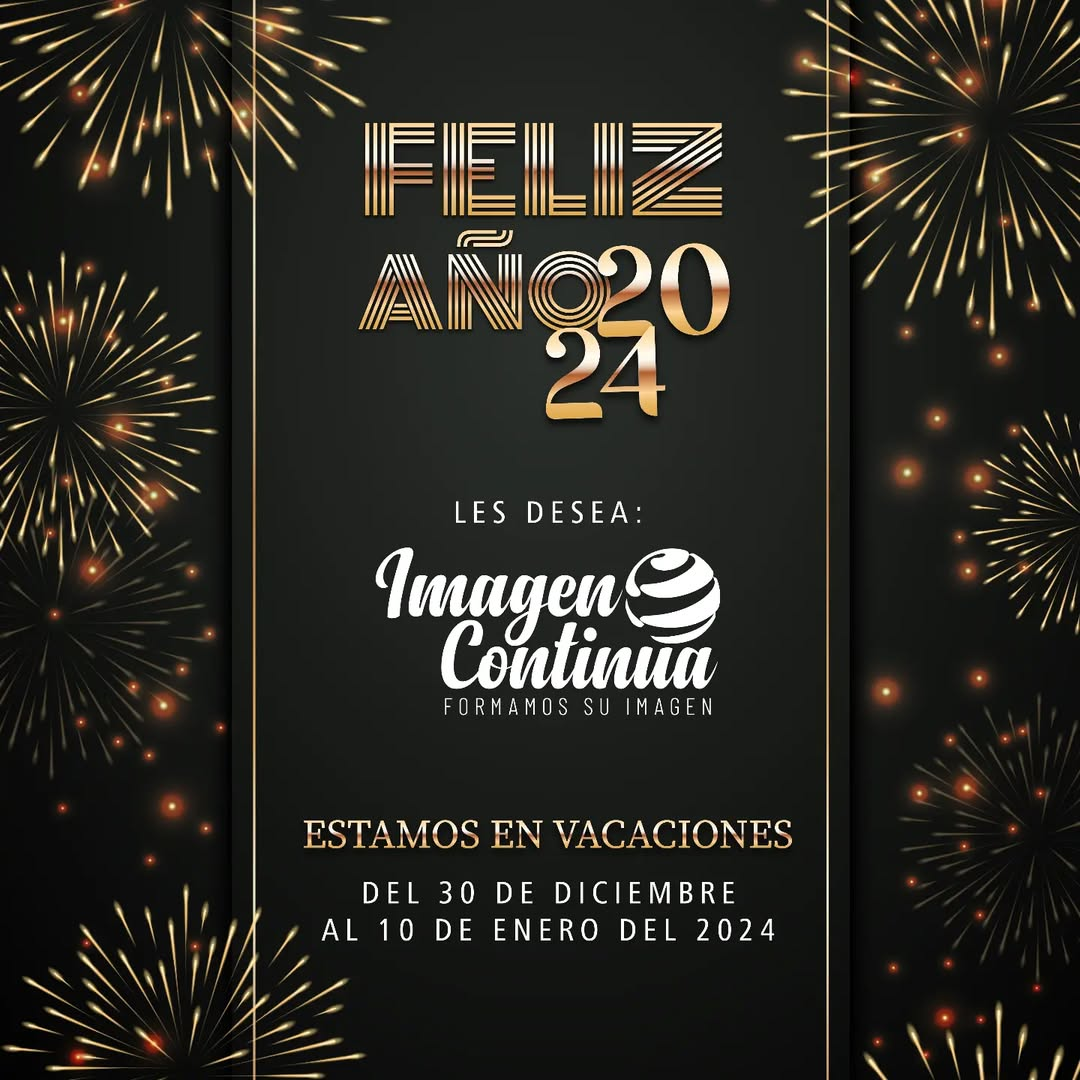 FELIZ
AÑO 20
24
LES DESEA:
Imagen
Continua
FORMAMOS SU IMAGEN
ESTAMOS EN VACACIONES
DEL 30 DE DICIEMBRE
AL 10 DE ENERO DEL 2024